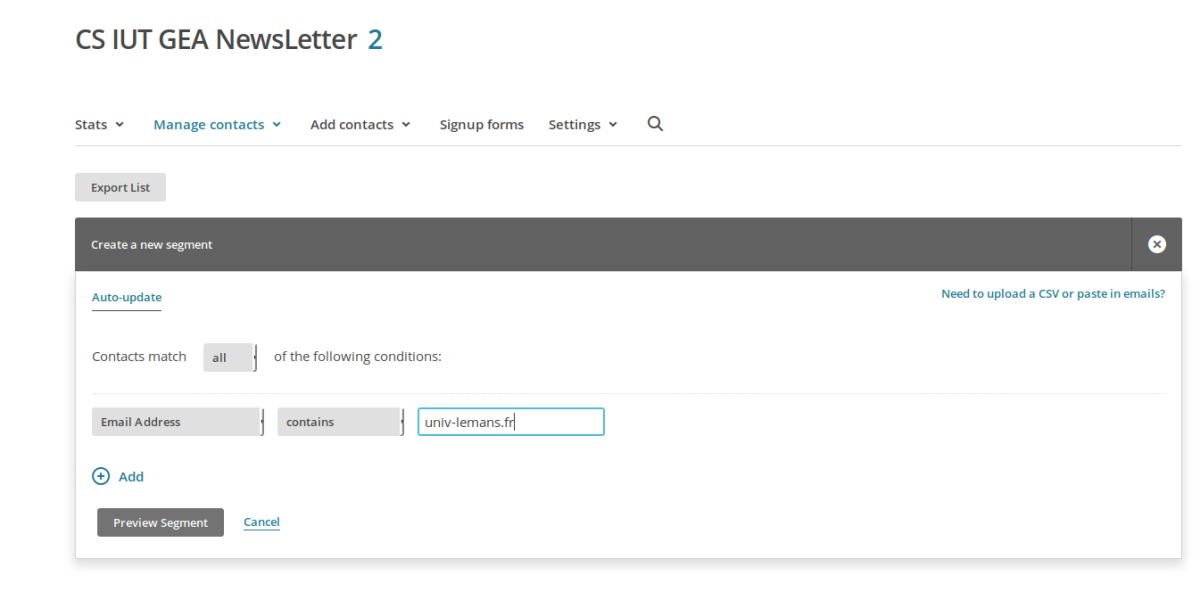 CS IUT GEA NewsLetter 2
Stats Manage contacts Add contacts Signup forms Settings
Export List
Create a new segment
Auto-update Need to upload a CSV or paste in emails?
Contacts match all of the following conditions:
Email Address contains univ-lemans.fr
Add
Preview Segment Cancel